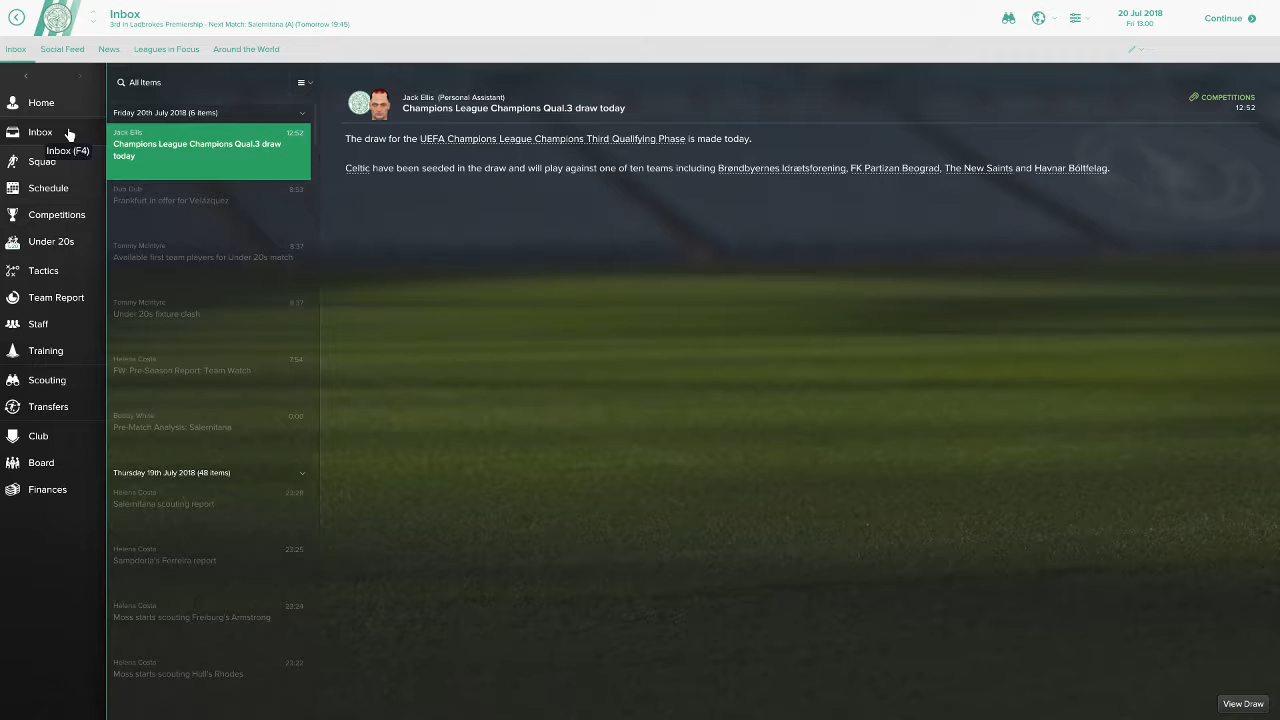 Inbox
3rd in Ladbrokes Premiership - Next Match: Salernitana (A) (Tomorrow 19:45)
20 Jul 2018
Fri 13:00
Continue
Inbox
Social Feed
News
Leagues in Focus
Around the World
Home
Inbox
Inbox (F4)
Squad
Schedule
Competitions
Under 20s
Tactics
Team Report
Staff
Training
Scouting
Transfers
Club
Board
Finances
All Items
Friday 20th July 2018 (6 items)
Jack Ellis 12:52
Champions League Champions Qual.3 draw
today
Dub Dub 8:53
Frankfurt in offer for Velázquez
Tommy McIntyre 8:37
Available first team players for Under 20s match
Tommy McIntyre 8:37
Under 20s fixture clash
Helena Costa 7:54
FW: Pre-Season Report: Team Watch
Bobby White 0:00
Pre-Match Analysis: Salernitana
Thursday 19th July 2018 (48 items)
Helena Costa 23:28
Salernitana scouting report
Helena Costa 23:25
Sampdoria's Ferreira report
Helena Costa 23:24
Moss starts scouting Freiburg's Armstrong
Helena Costa 23:22
Moss starts scouting Hull's Rhodes
Jack Ellis (Personal Assistant)
Champions League Champions Qual.3 draw today
COMPETITIONS
12:52
The draw for the UEFA Champions League Champions Third Qualifying Phase is made today.
Celtic have been seeded in the draw and will play against one of ten teams including Brøndbyernes Idrætsforening, FK Partizan Beograd, The New Saints and Havnar Bóltfelag.
View Draw